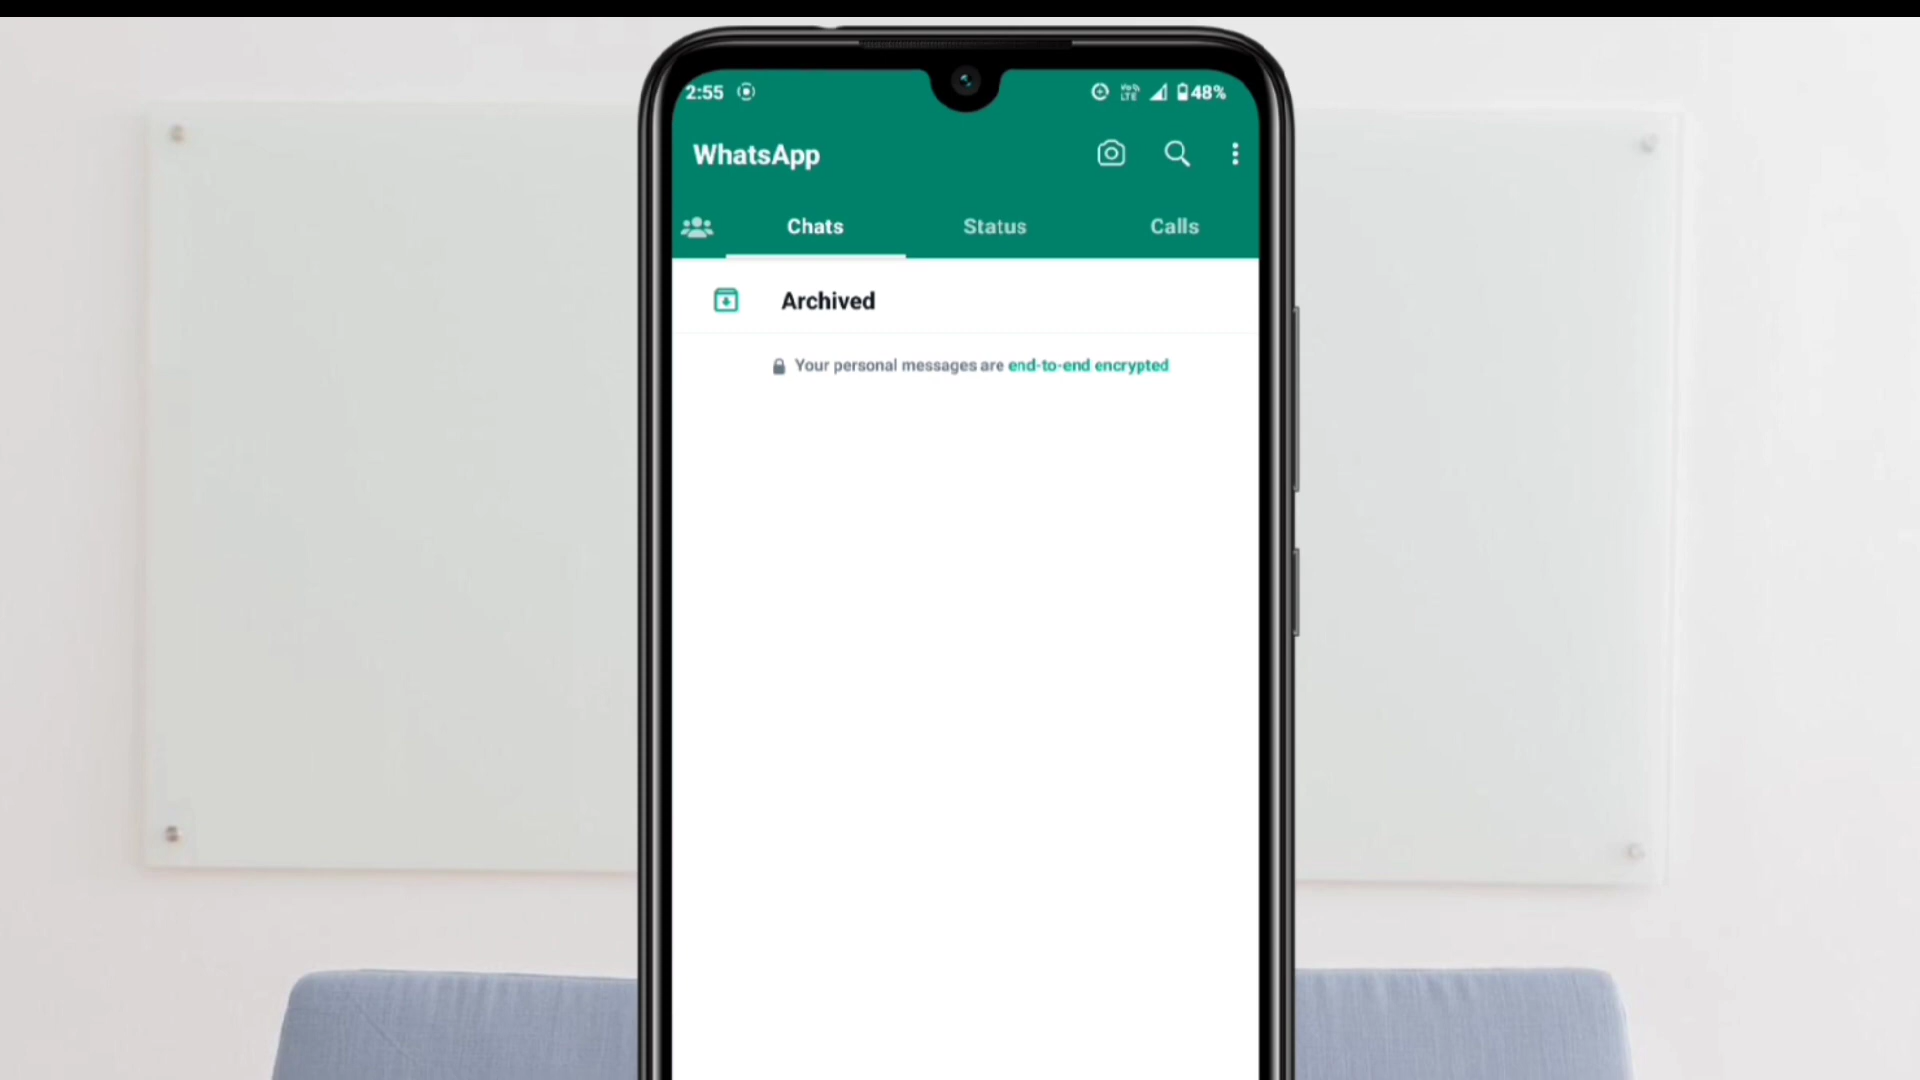 2:55 48%
WhatsApp
Chats Status Calls
Archived
Your personal messages are end-to-end encrypted